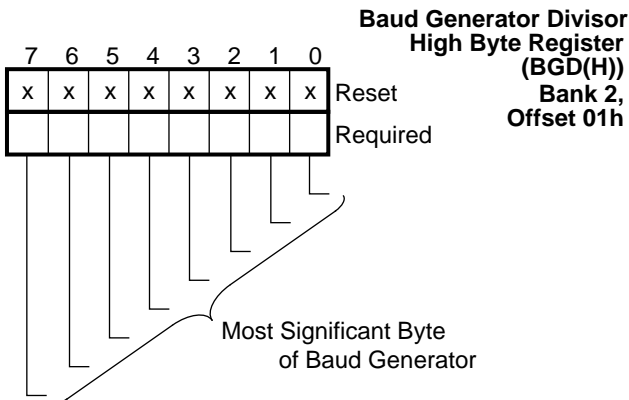 Baud Generator Divisor
High Byte Register
(BGD(H))
Bank 2,
Offset 01h
7 6 5 4 3 2 1 0
x x x x x x x x Reset
Required
Most Significant Byte
of Baud Generator